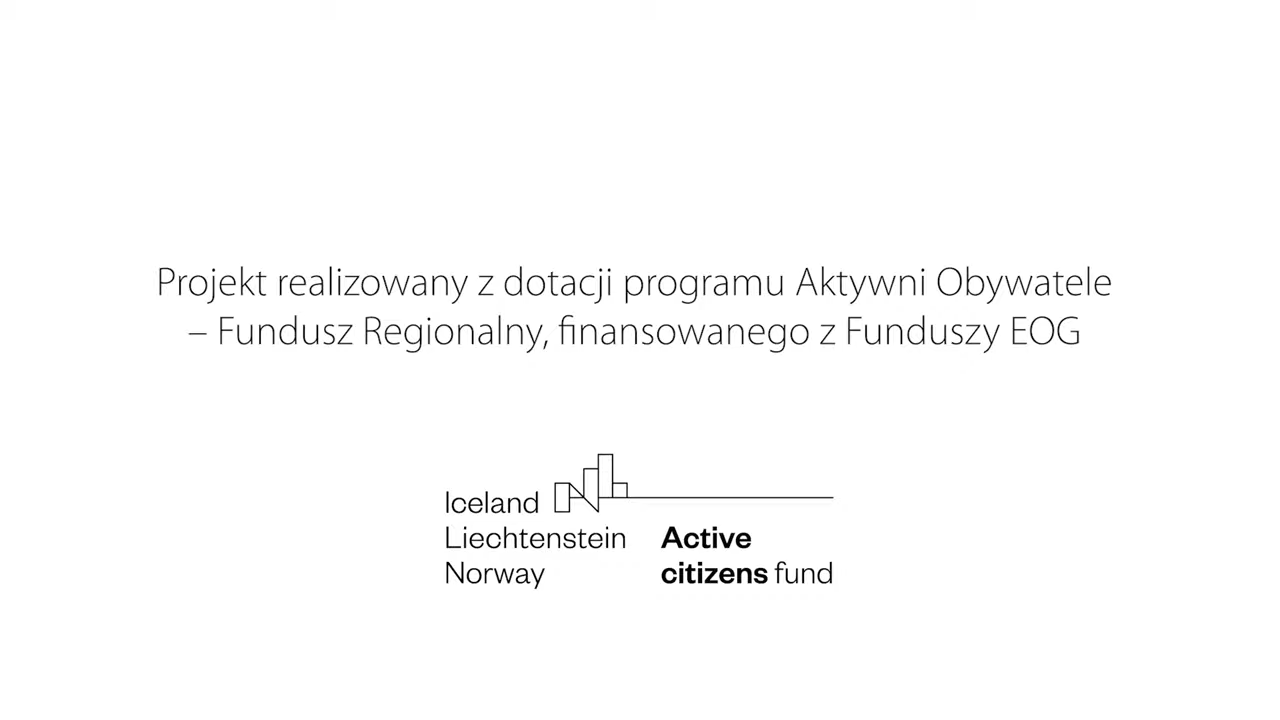 Projekt realizowany z dotacji programu Aktywni Obywatele
– Fundusz Regionalny, finansowanego z Funduszy EOG
Iceland
Liechtenstein
Norway
Active
citizens fund